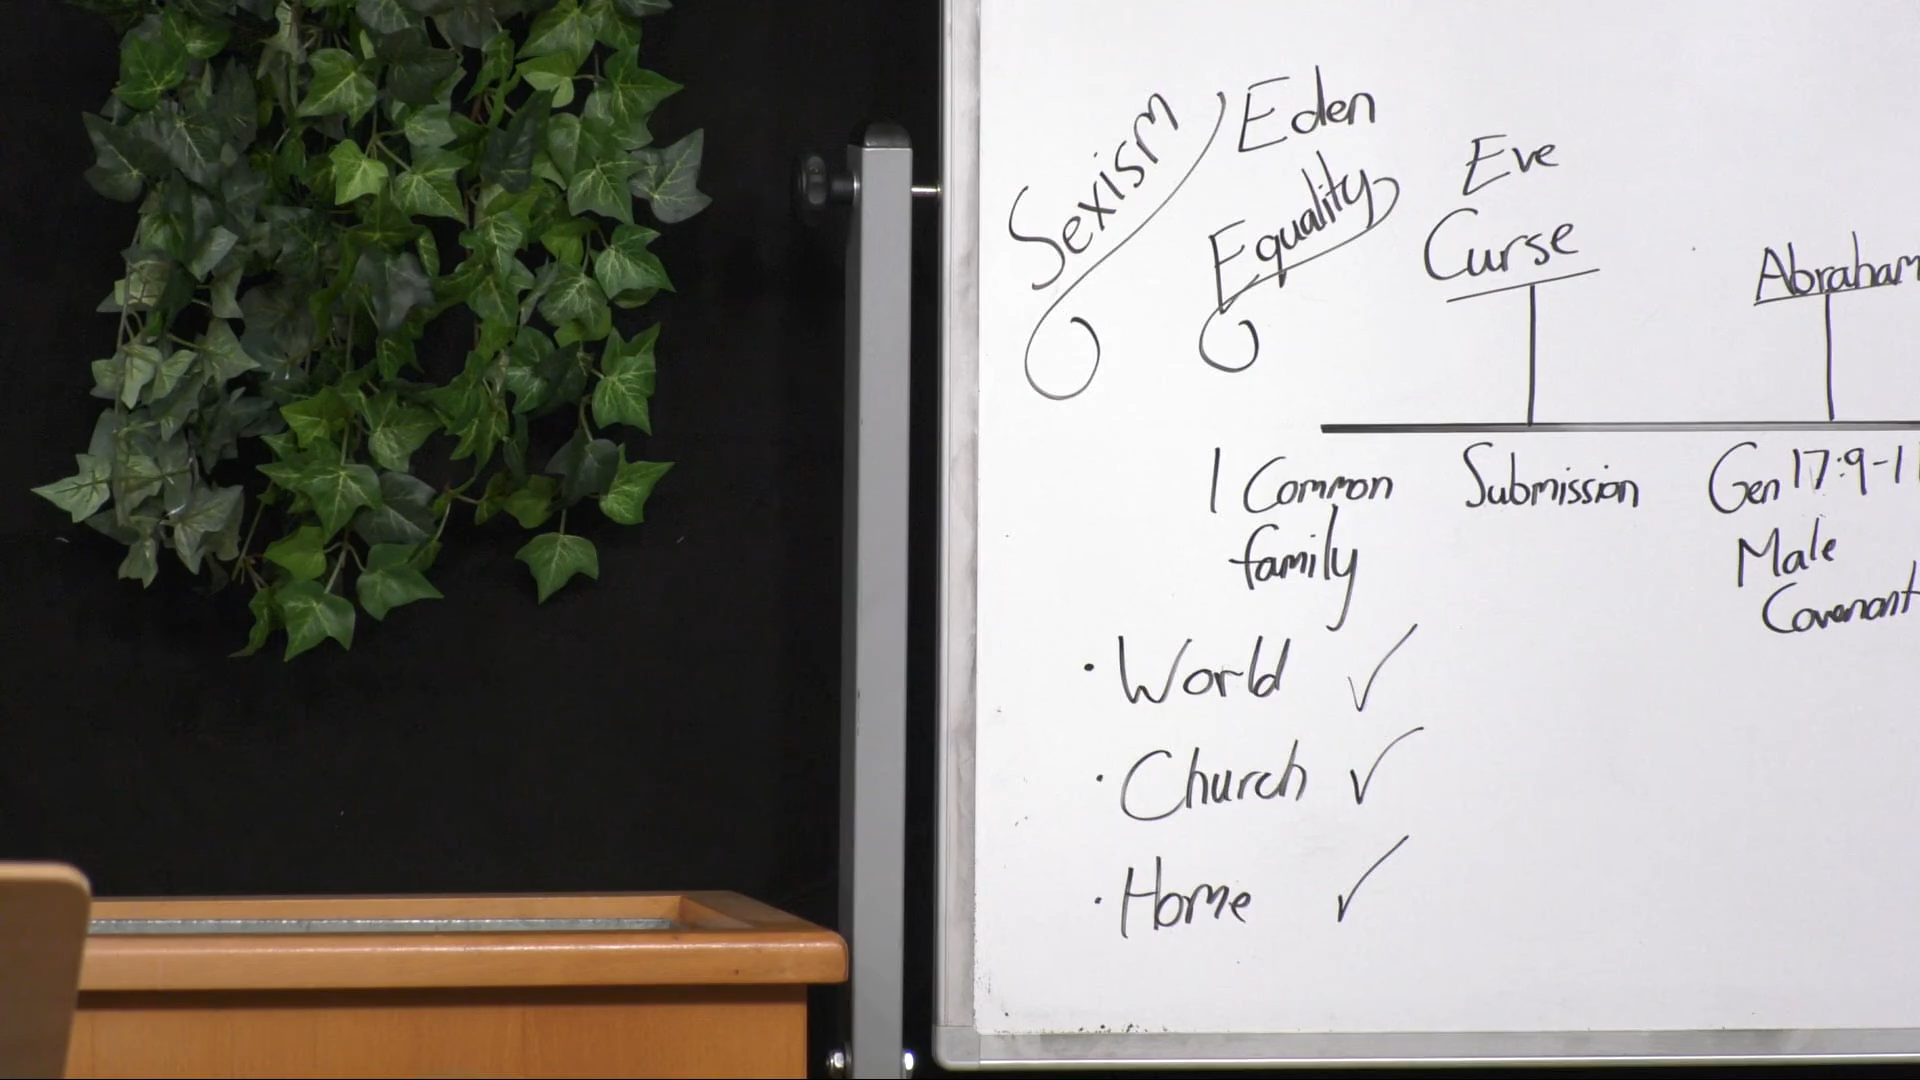 Sexism
Eden
Equality
Eve
Curse
Abraham
1 Common
family
Submission
Gen 17:9-1
Male
Covenant
· World ✓
· Church ✓
· Home ✓